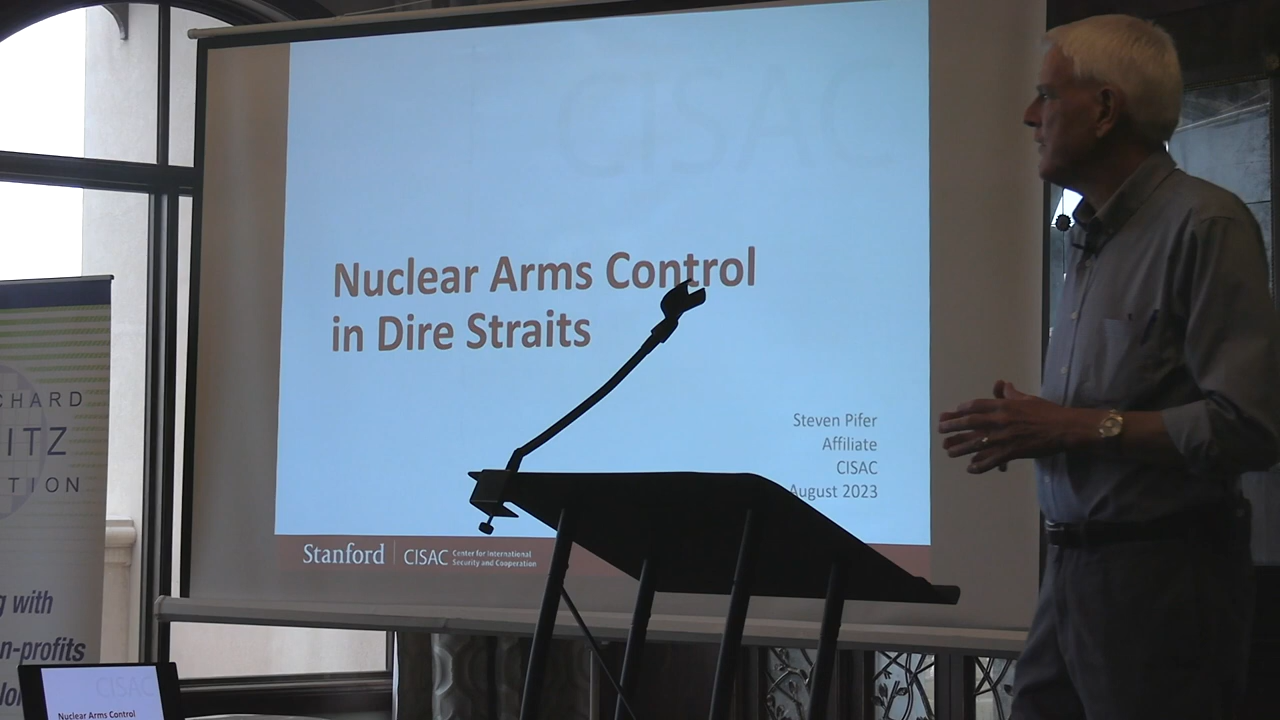 CISAC
Nuclear Arms Control
in Dire Straits
Steven Pifer
Affiliate
CISAC
August 2023
Stanford
CISAC
Center for International
Security and Cooperation
CHARD
ITZ
TION
g with
n-profits
CISAC
Nuclear Arms Control